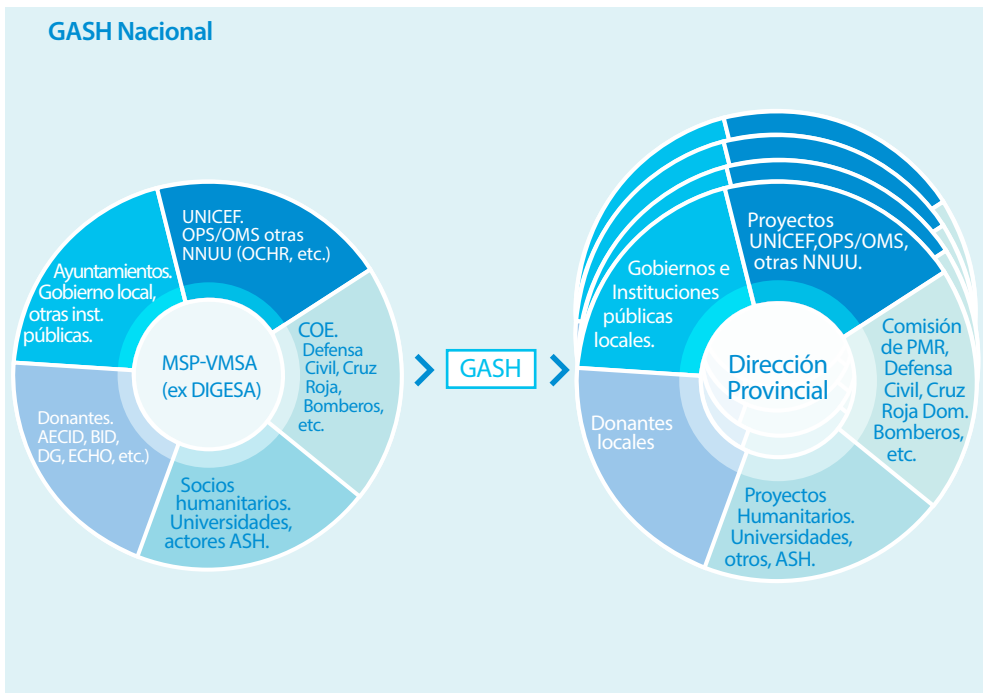 GASH Nacional
UNICEF.
OPS/OMS otras
NNUU (OCHR, etc.)
Ayuntamientos.
Gobierno local,
otras inst.
públicas.
COE.
Defensa
Civil, Cruz
Roja,
Bomberos,
etc.
MSP-VMSA
(ex DIGESA)
Donantes.
AECID, BID,
DG, ECHO, etc.)
Socios
humanitarios.
Universidades,
actores ASH.
GASH
Proyectos
UNICEF,OPS/OMS,
otras NNUU.
Gobiernos e
Instituciones
públicas
locales.
Comisión
de PMR,
Defensa
Civil, Cruz
Roja Dom.
Bomberos,
etc.
Dirección
Provincial
Donantes
locales
Proyectos
Humanitarios.
Universidades,
otros, ASH.